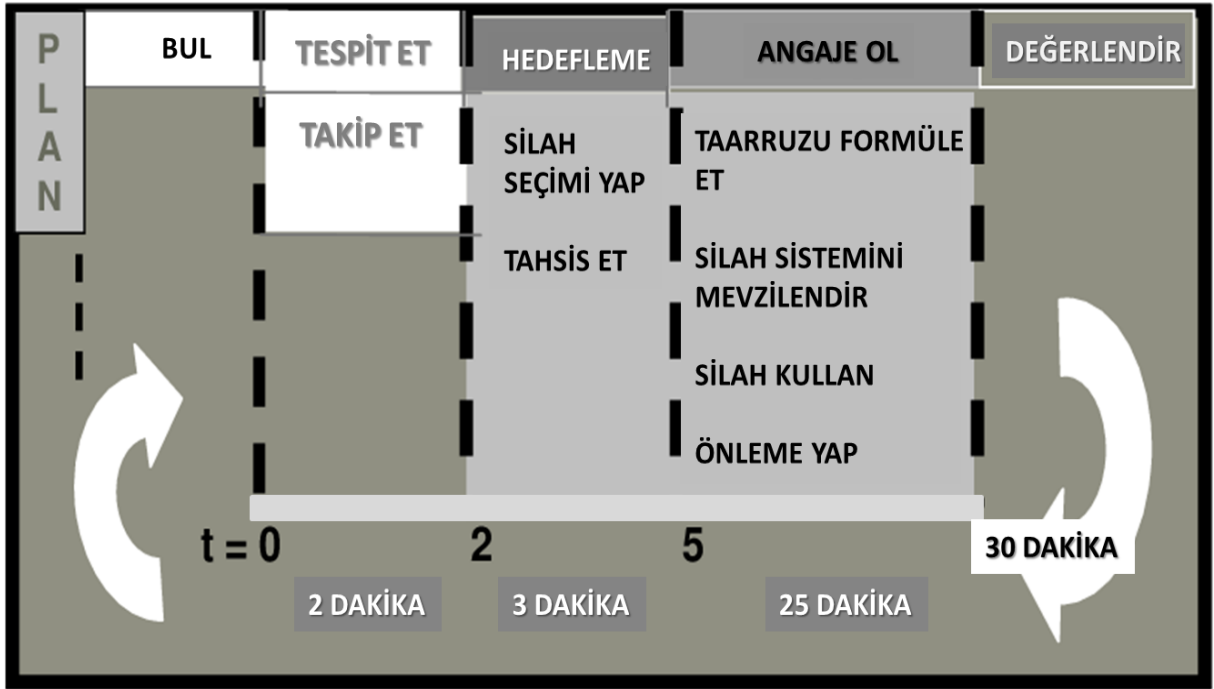 PLAN
BUL
TESPİT ET
HEDEFLEME
ANGAJE OL
DEĞERLENDİR
TAKİP ET
SİLAH
SEÇİMİ YAP
TAHSİS ET
TAARRUZU FORMÜLE
ET
SİLAH SİSTEMİNİ
MEVZİLENDİR
SİLAH KULLAN
ÖNLEME YAP
t = 0
2
5
30 DAKİKA
2 DAKİKA
3 DAKİKA
25 DAKİKA